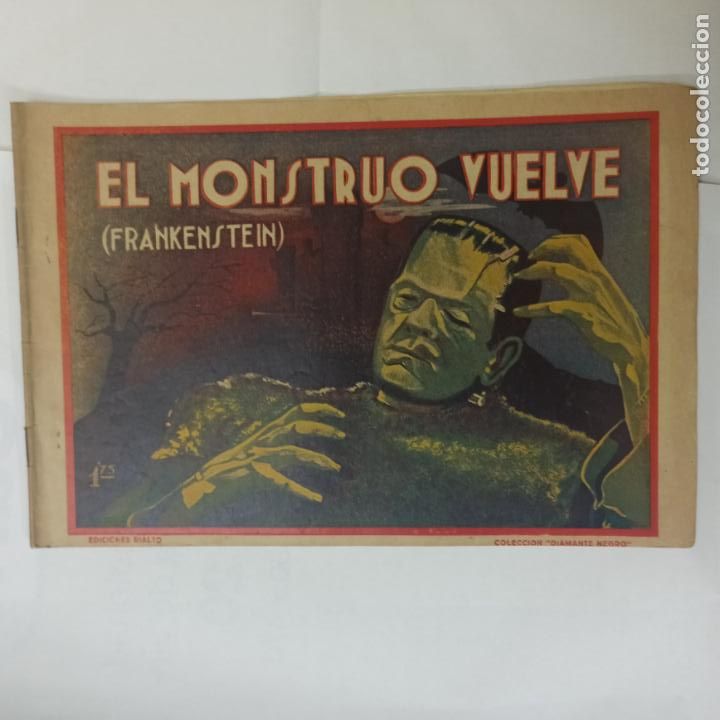 EL MONSTRUO VUELVE
(FRANKENSTEIN)
1'75
EDICIONES RIALTO
COLECCION "DIAMANTE NEGRO"
todocoleccion